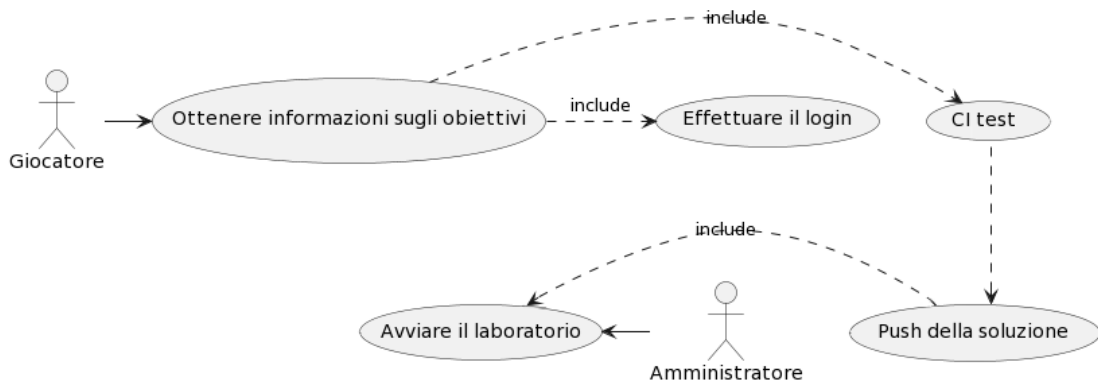 include
Ottenere informazioni sugli obiettivi
include
Effettuare il login
CI test
Giocatore
include
Avviare il laboratorio
Push della soluzione
Amministratore